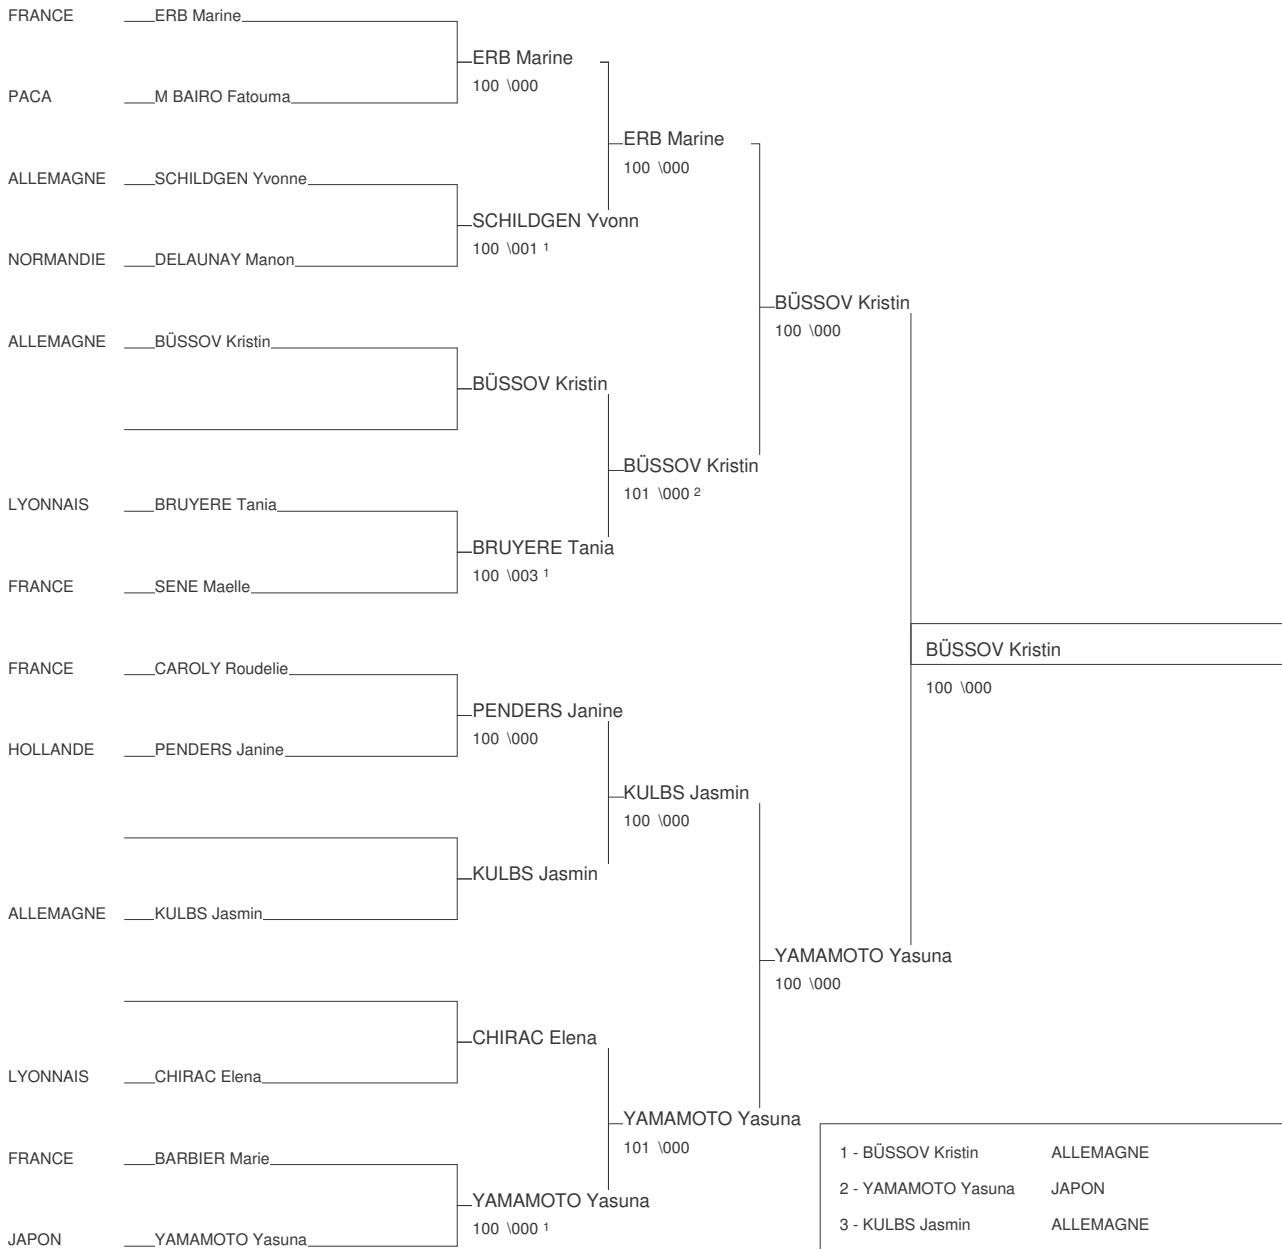 FRANCE ERB Marine
ERB Marine
100 \000
PACA M BAIRO Fatouma
ERB Marine
100 \000
ALLEMAGNE SCHILDGEN Yvonne
SCHILDGEN Yvonn
100 \001 1
NORMANDIE DELAUNAY Manon
BÜSSOV Kristin
100 \000
ALLEMAGNE BÜSSOV Kristin
BÜSSOV Kristin
BÜSSOV Kristin
101 \000 2
LYONNAIS BRUYERE Tania
BRUYERE Tania
100 \003 1
FRANCE SENE Maelle
BÜSSOV Kristin
100 \000
FRANCE CAROLY Roudelie
PENDERS Janine
100 \000
HOLLANDE PENDERS Janine
KULBS Jasmin
100 \000
KULBS Jasmin
ALLEMAGNE KULBS Jasmin
YAMAMOTO Yasuna
100 \000
CHIRAC Elena
LYONNAIS CHIRAC Elena
YAMAMOTO Yasuna
101 \000
FRANCE BARBIER Marie
YAMAMOTO Yasuna
100 \000 1
JAPON YAMAMOTO Yasuna
1 - BÜSSOV Kristin ALLEMAGNE
2 - YAMAMOTO Yasuna JAPON
3 - KULBS Jasmin ALLEMAGNE